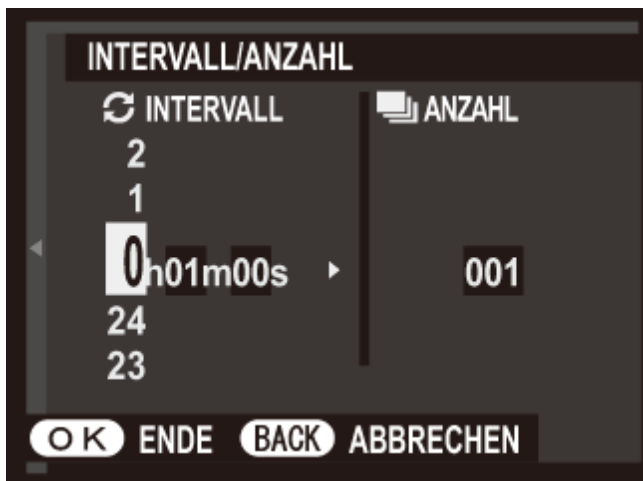 INTERVALL/ANZAHL
INTERVALL
ANZAHL
2
1
0h01m00s
001
24
23
OK ENDE BACK ABBRECHEN